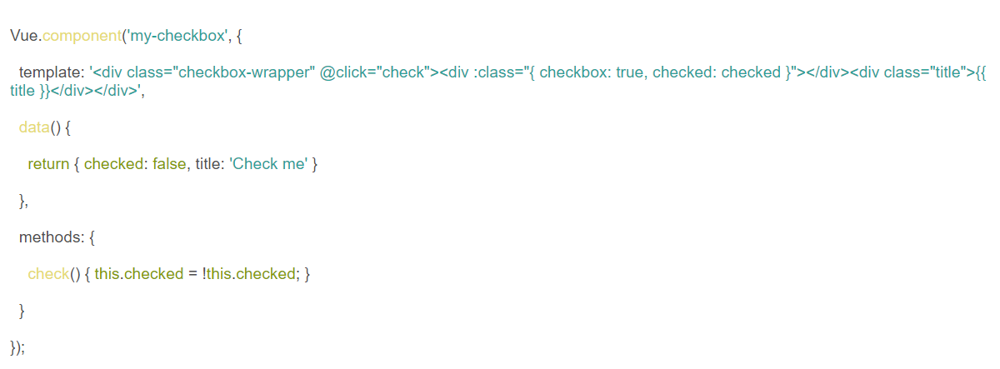 Vue.component('my-checkbox', {
template: '<div class="checkbox-wrapper" @click="check"><div :class="{ checkbox: true, checked: checked }"></div><div class="title">{{
title }}</div></div>',
data() {
return { checked: false, title: 'Check me' }
},
methods: {
check() { this.checked = !this.checked; }
}
});